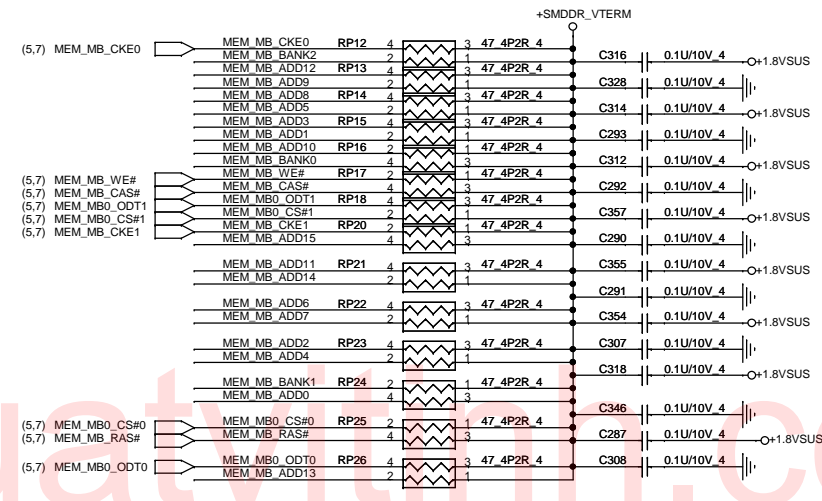 +SMDDR_VTERM
(5,7) MEM_MB_CKE0 MEM_MB_CKE0 RP12 4 3 47_4P2R_4
MEM_MB_BANK2 2 1 C316 0.1U/10V_4 +1.8VSUS
MEM_MB_ADD12 RP13 4 3 47_4P2R_4
MEM_MB_ADD9 2 1 C328 0.1U/10V_4
MEM_MB_ADD8 RP14 4 3 47_4P2R_4
MEM_MB_ADD5 2 1 C314 0.1U/10V_4 +1.8VSUS
MEM_MB_ADD3 RP15 4 3 47_4P2R_4
MEM_MB_ADD1 2 1 C293 0.1U/10V_4
MEM_MB_ADD10 RP16 2 1 47_4P2R_4
MEM_MB_BANK0 4 3 C312 0.1U/10V_4 +1.8VSUS
(5,7) MEM_MB_WE# MEM_MB_WE# RP17 2 1 47_4P2R_4
(5,7) MEM_MB_CAS# MEM_MB_CAS# 4 3 C292 0.1U/10V_4
(5,7) MEM_MB0_ODT1 MEM_MB0_ODT1 RP18 4 3 47_4P2R_4
(5,7) MEM_MB0_CS#1 MEM_MB0_CS#1 2 1 C357 0.1U/10V_4 +1.8VSUS
(5,7) MEM_MB_CKE1 MEM_MB_CKE1 RP20 2 1 47_4P2R_4
MEM_MB_ADD15 4 3 C290 0.1U/10V_4
MEM_MB_ADD11 RP21 4 3 47_4P2R_4 C355 0.1U/10V_4 +1.8VSUS
MEM_MB_ADD14 2 1
C291 0.1U/10V_4
MEM_MB_ADD6 RP22 4 3 47_4P2R_4
MEM_MB_ADD7 2 1 C354 0.1U/10V_4 +1.8VSUS
MEM_MB_ADD2 RP23 4 3 47_4P2R_4 C307 0.1U/10V_4
MEM_MB_ADD4 2 1
C318 0.1U/10V_4 +1.8VSUS
MEM_MB_BANK1 RP24 2 1 47_4P2R_4
MEM_MB_ADD0 4 3
C346 0.1U/10V_4
(5,7) MEM_MB0_CS#0 MEM_MB0_CS#0 RP25 2 1 47_4P2R_4
(5,7) MEM_MB_RAS# MEM_MB_RAS# 4 3 C287 0.1U/10V_4 +1.8VSUS
(5,7) MEM_MB0_ODT0 MEM_MB0_ODT0 RP26 4 3 47_4P2R_4 C308 0.1U/10V_4
MEM_MB_ADD13 2 1
uatvitinh.co